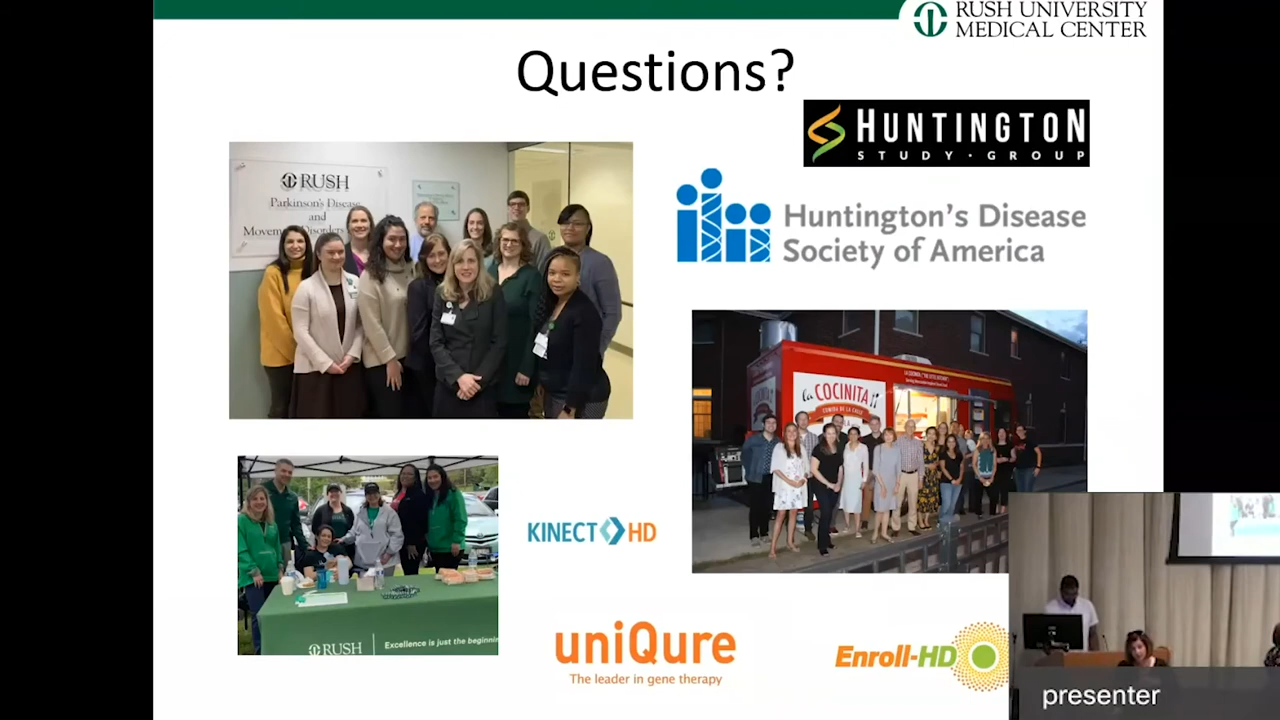 RUSH UNIVERSITY
MEDICAL CENTER
Questions?
HUNTINGTON
STUDY · GROUP
RUSH
Parkinson's Disease
and
Huntington's Disease
Society of America
la COCINITA
COMIDA DE LA CALLE
KINECT HD
RUSH
Excellence is just the
uniQure
The leader in gene therapy
Enroll-HD
presenter